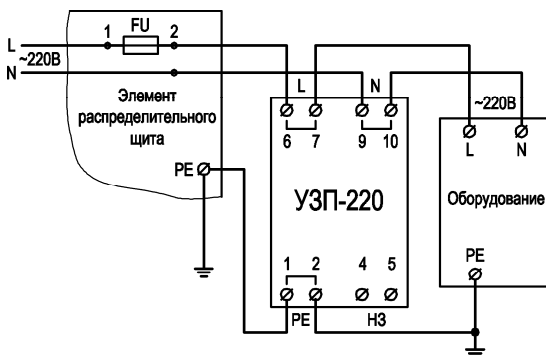 FU
1 2
L
~220В
N
Элемент
распределительного
щита
PE
L N
6 7 9 10
УЗП-220
1 2 4 5
PE НЗ
~220В
L N
Оборудование
PE